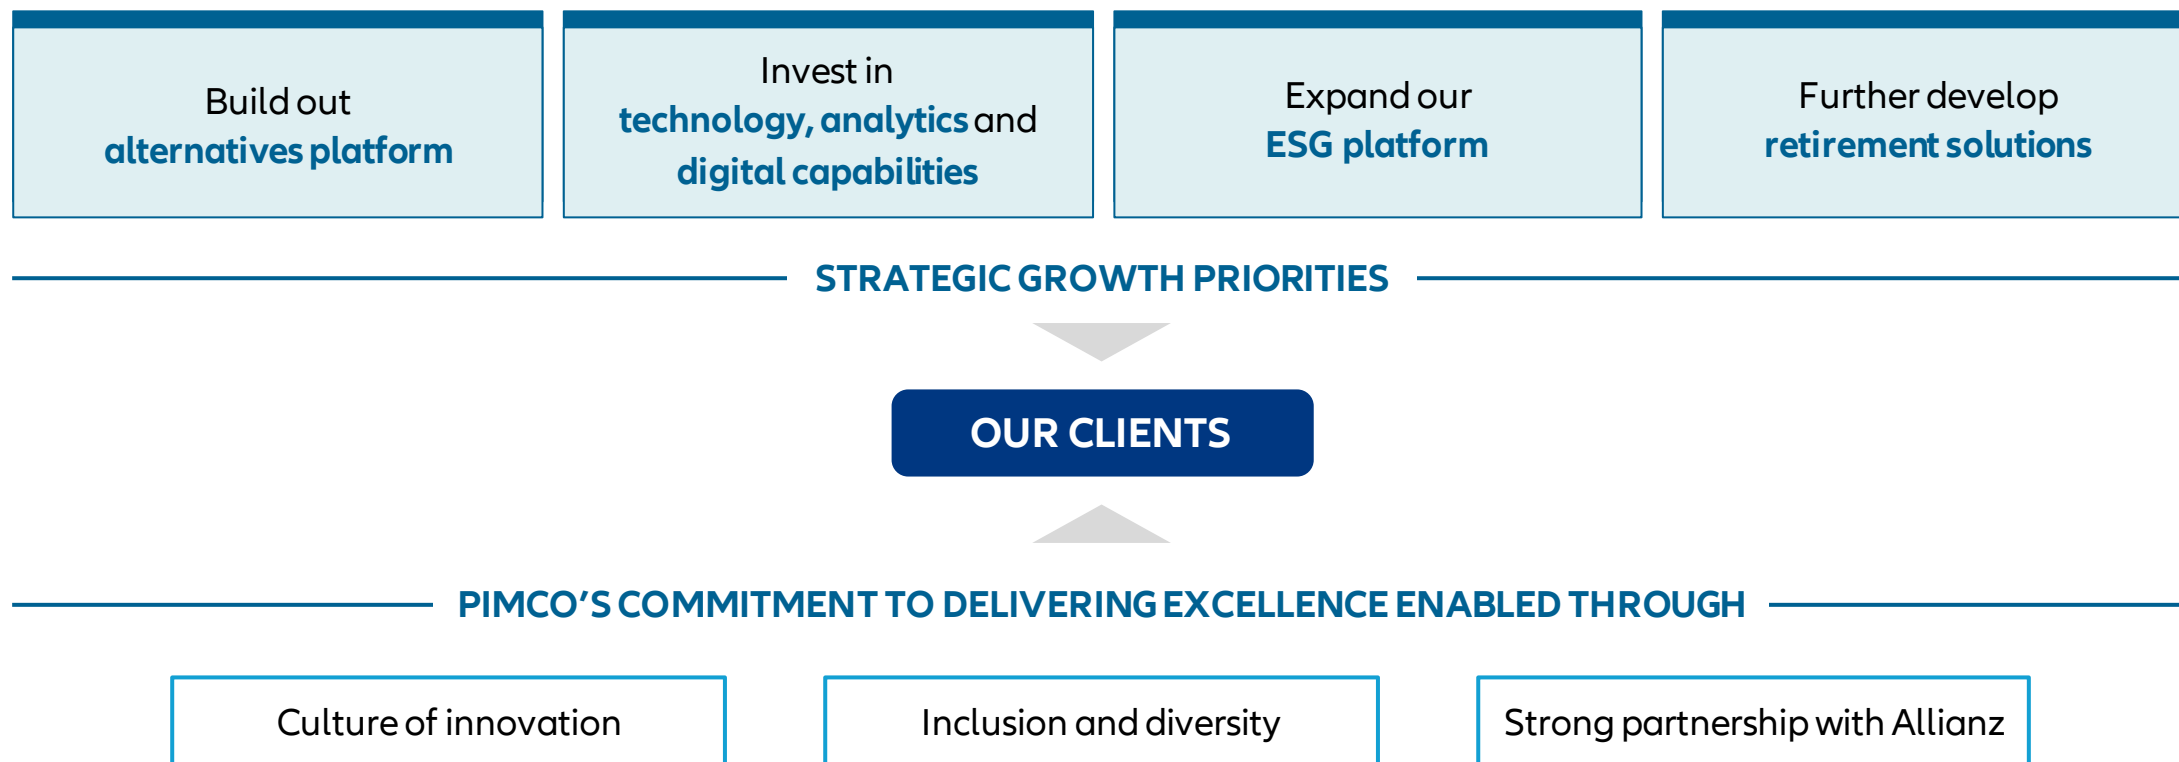 Build out
alternatives platform
Invest in
technology, analytics and
digital capabilities
Expand our
ESG platform
Further develop
retirement solutions
STRATEGIC GROWTH PRIORITIES
OUR CLIENTS
PIMCO’S COMMITMENT TO DELIVERING EXCELLENCE ENABLED THROUGH
Culture of innovation
Inclusion and diversity
Strong partnership with Allianz